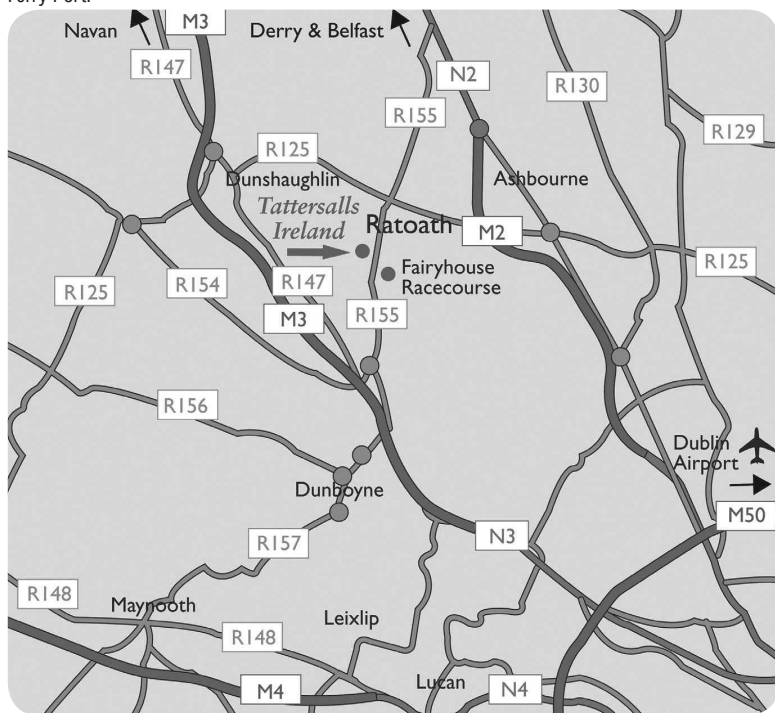 M3
Navan
Derry & Belfast
R147
N2
R130
R155
R129
R125
Dunshaughlin
Ashbourne
Tattersalls
Ireland
Ratoath
M2
Fairyhouse
Racecourse
R125
R125
R154
R147
M3
R155
R156
Dublin
Airport
Dunboyne
M50
N3
R157
R148
Maynooth
Leixlip
R148
Lucan
M4
N4